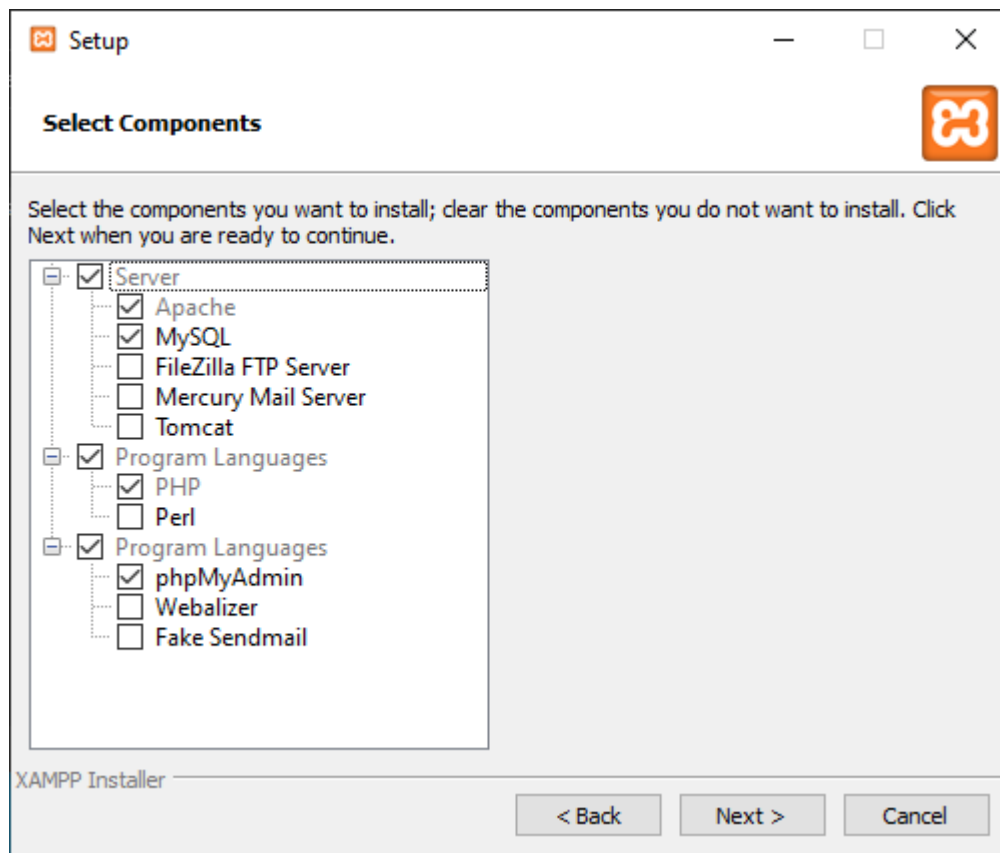 Setup
Select Components
Select the components you want to install; clear the components you do not want to install. Click
Next when you are ready to continue.
Server
Apache
MySQL
FileZilla FTP Server
Mercury Mail Server
Tomcat
Program Languages
PHP
Perl
Program Languages
phpMyAdmin
Webalizer
Fake Sendmail
XAMPP Installer
< Back
Next >
Cancel